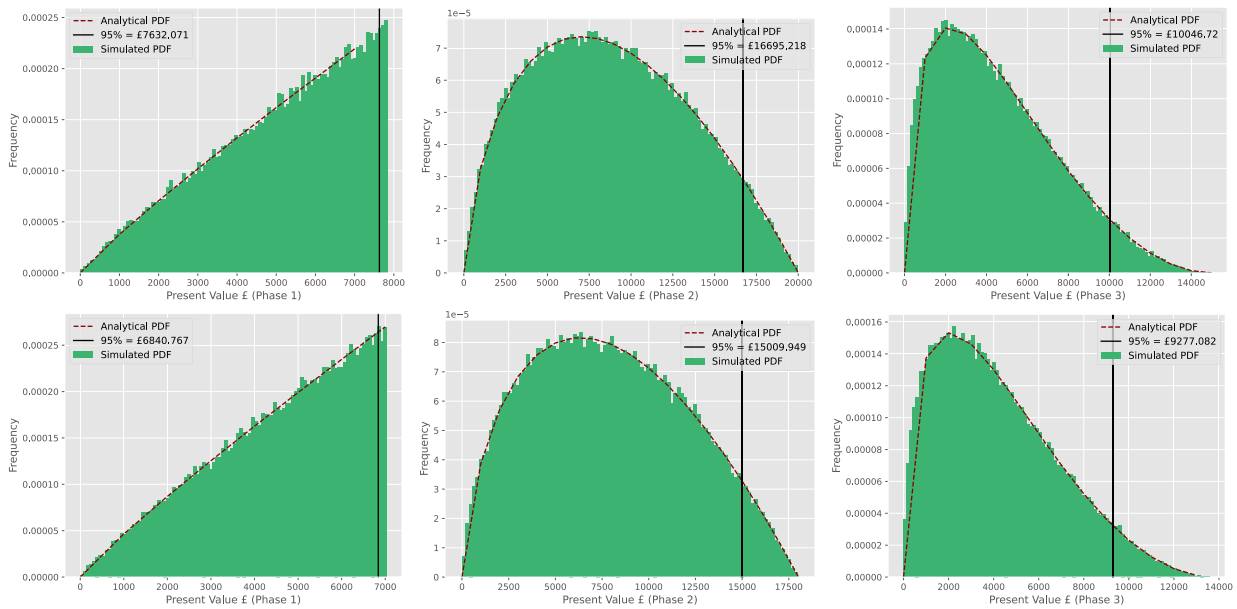 0.00025
0.00020
0.00015
0.00010
0.00005
0.00000
Frequency
Analytical PDF
95% = £7632,071
Simulated PDF
0 1000 2000 3000 4000 5000 6000 7000 8000
Present Value £ (Phase 1)
1e−5
7
6
5
4
3
2
1
0
Frequency
Analytical PDF
95% = £16695,218
Simulated PDF
0 2500 5000 7500 10000 12500 15000 17500 20000
Present Value £ (Phase 2)
0.00014
0.00012
0.00010
0.00008
0.00006
0.00004
0.00002
0.00000
Frequency
Analytical PDF
95% = £10046,72
Simulated PDF
0 2000 4000 6000 8000 10000 12000 14000
Present Value £ (Phase 3)
0.00025
0.00020
0.00015
0.00010
0.00005
0.00000
Frequency
Analytical PDF
95% = £6840,767
Simulated PDF
0 1000 2000 3000 4000 5000 6000 7000
Present Value £ (Phase 1)
1e−5
8
7
6
5
4
3
2
1
0
Frequency
Analytical PDF
95% = £15009,949
Simulated PDF
0 2500 5000 7500 10000 12500 15000 17500
Present Value £ (Phase 2)
0.00016
0.00014
0.00012
0.00010
0.00008
0.00006
0.00004
0.00002
0.00000
Frequency
Analytical PDF
95% = £9277,082
Simulated PDF
0 2000 4000 6000 8000 10000 12000 14000
Present Value £ (Phase 3)